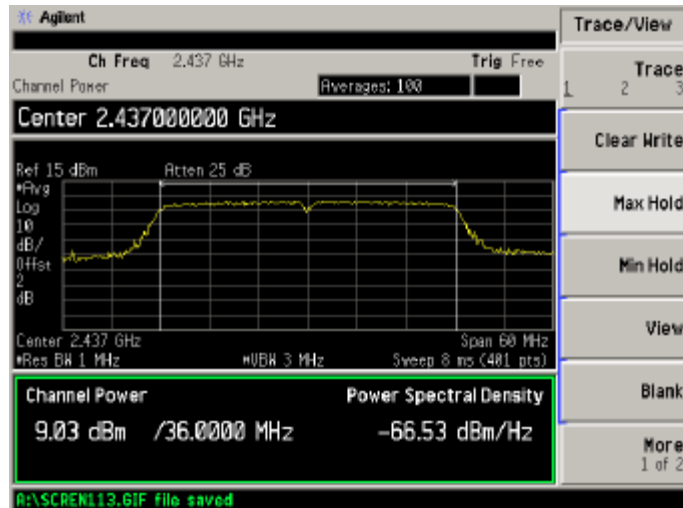 Agilent
Trace/View
Ch Freq 2.437 GHz Trig Free
Channel Power Averages: 100
Trace
1 2 3
Center 2.437000000 GHz
Clear Write
Ref 15 dBm Atten 25 dB
#Avg
Log
10
dB/
Offst
2
dB
Max Hold
Min Hold
View
Center 2.437 GHz Span 60 MHz
#Res BW 1 MHz #VBW 3 MHz Sweep 8 ms (401 pts)
Channel Power Power Spectral Density
9.03 dBm /36.0000 MHz -66.53 dBm/Hz
Blank
More
1 of 2
A:\SCREN113.GIF file saved